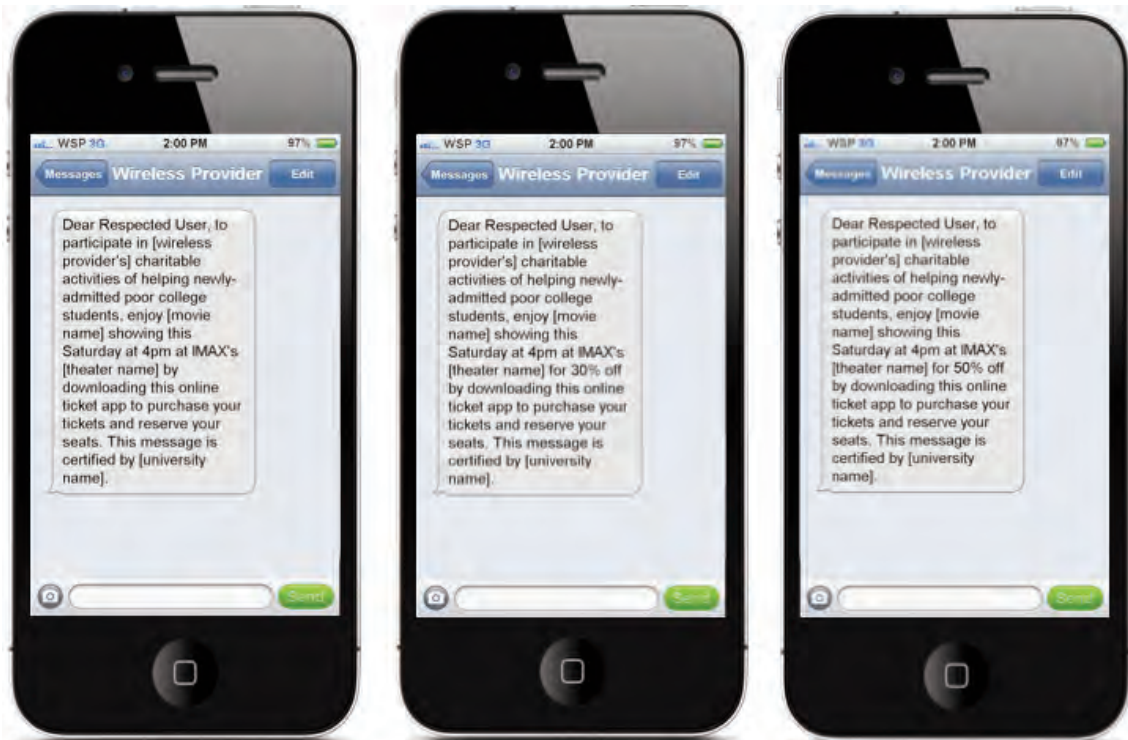 WSP 3G 2:00 PM 97%
Messages Wireless Provider Edit
Dear Respected User, to
participate in [wireless
provider's] charitable
activities of helping newly-
admitted poor college
students, enjoy [movie
name] showing this
Saturday at 4pm at IMAX's
[theater name] by
downloading this online
ticket app to purchase your
tickets and reserve your
seats. This message is
certified by [university
name].
Send
WSP 3G 2:00 PM 97%
Messages Wireless Provider Edit
Dear Respected User, to
participate in [wireless
provider's] charitable
activities of helping newly-
admitted poor college
students, enjoy [movie
name] showing this
Saturday at 4pm at IMAX's
[theater name] for 30% off
by downloading this online
ticket app to purchase your
tickets and reserve your
seats. This message is
certified by [university
name].
Send
WSP 3G 2:00 PM 97%
Messages Wireless Provider Edit
Dear Respected User, to
participate in [wireless
provider's] charitable
activities of helping newly-
admitted poor college
students, enjoy [movie
name] showing this
Saturday at 4pm at IMAX's
[theater name] for 50% off
by downloading this online
ticket app to purchase your
tickets and reserve your
seats. This message is
certified by [university
name].
Send